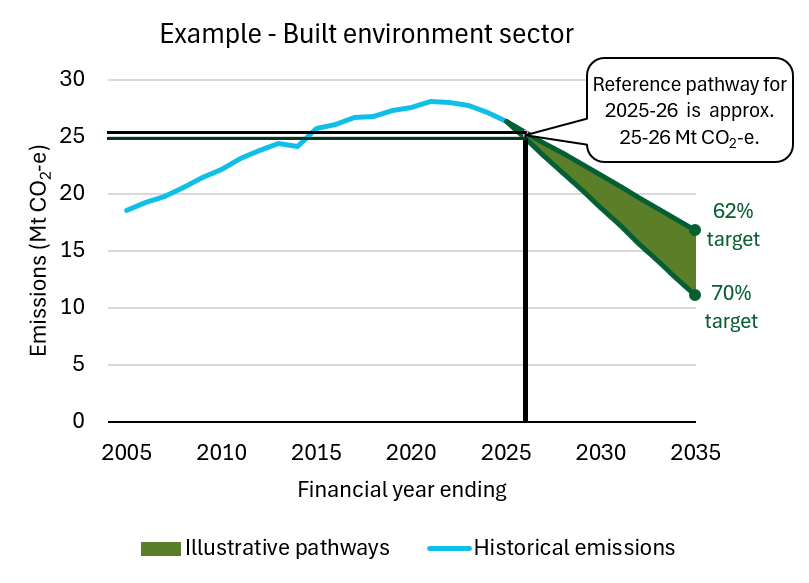 Example - Built environment sector
30
25
20
15
10
5
0
Emissions (Mt CO₂-e)
Reference pathway for
2025-26 is approx.
25-26 Mt CO₂-e.
62%
target
70%
target
2005 2010 2015 2020 2025 2030 2035
Financial year ending
Illustrative pathways Historical emissions